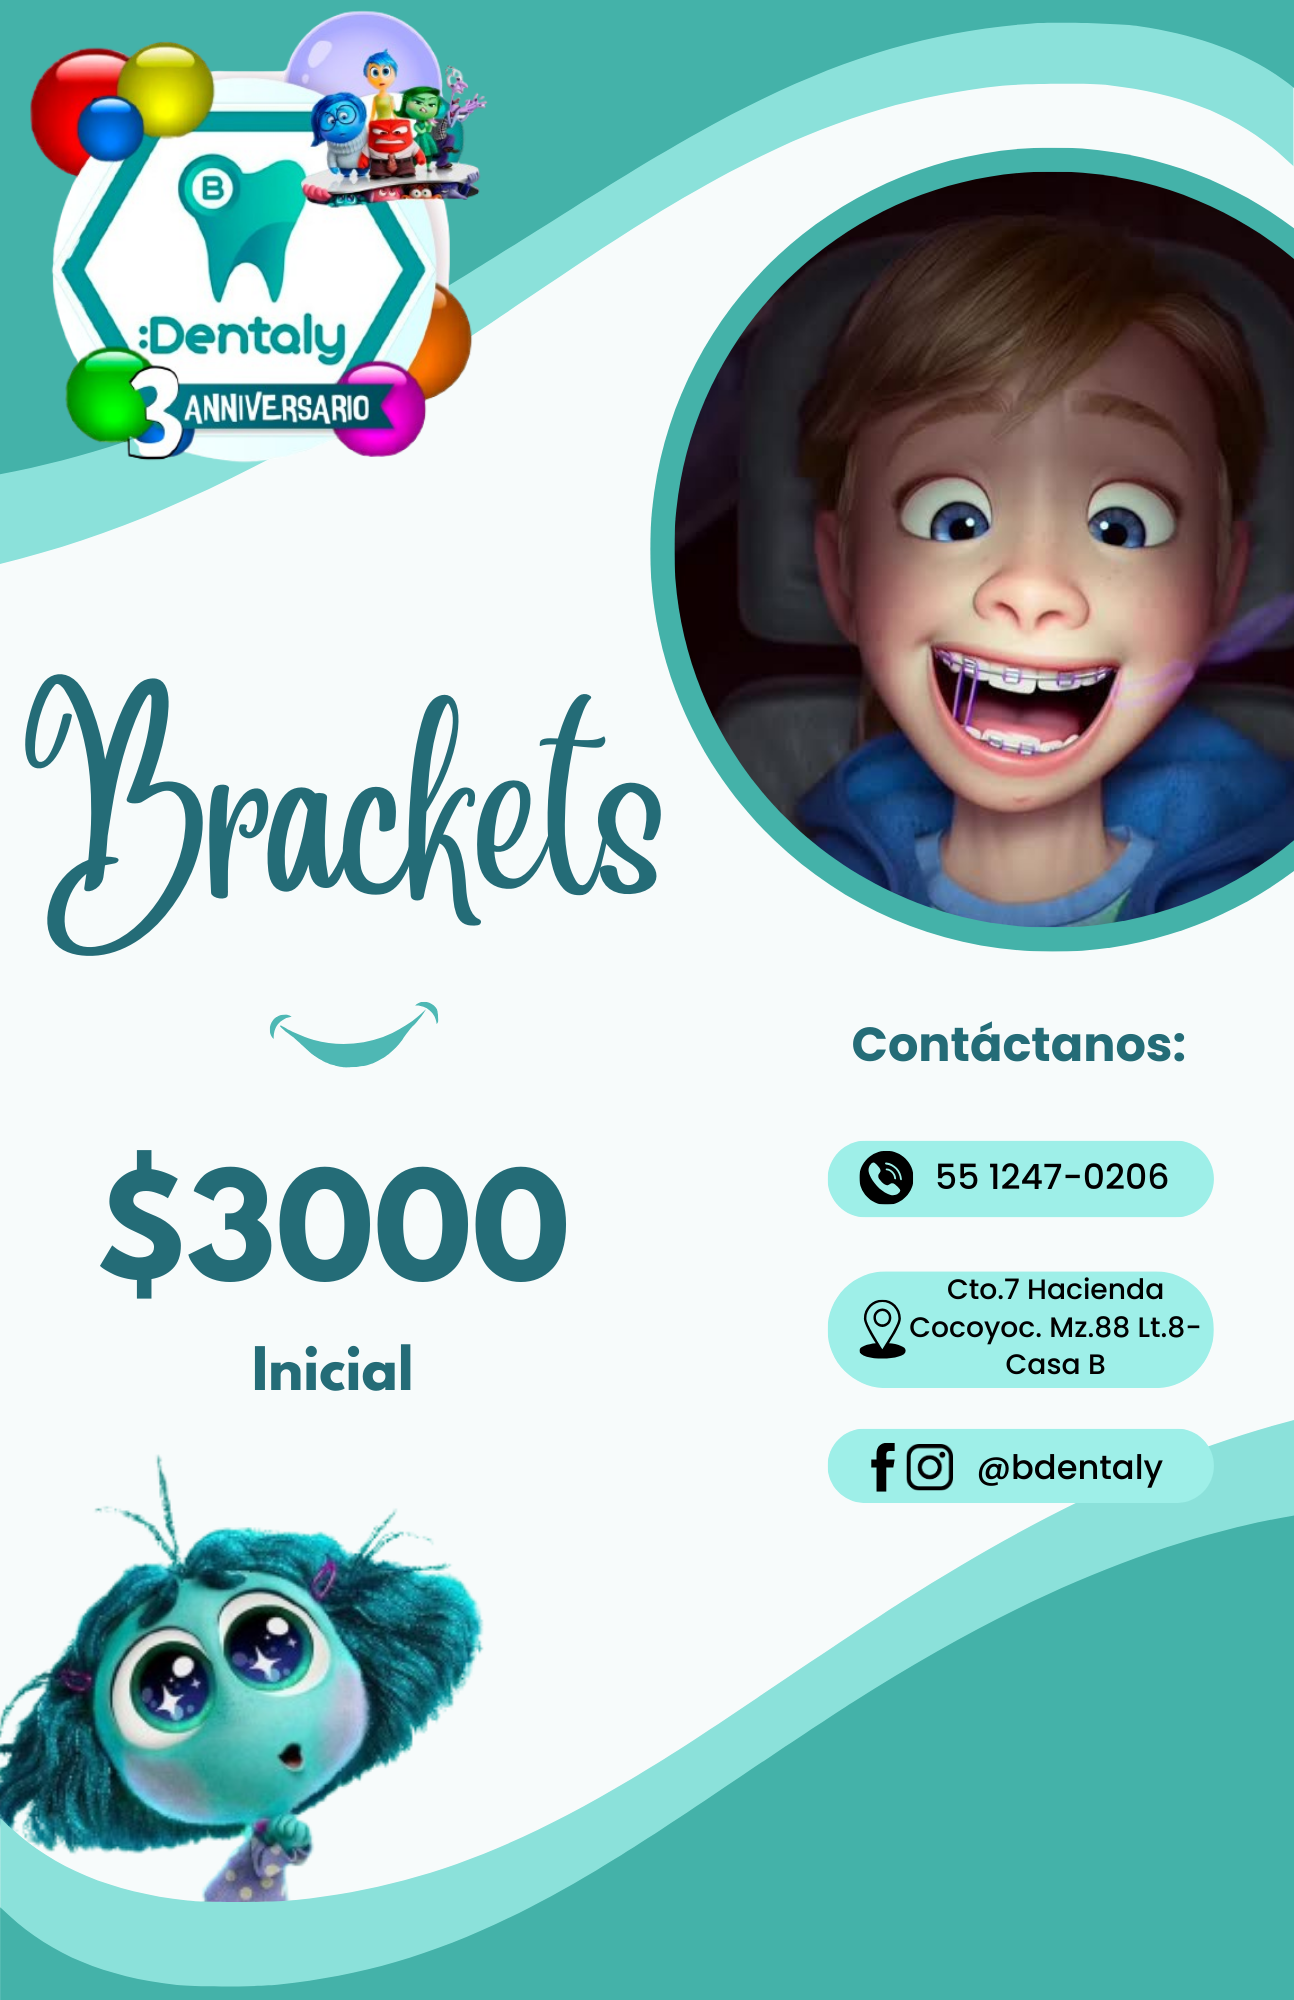 B
:Dentaly
3 ANNIVERSARIO
Brackets
$3000
Inicial
Contáctanos:
55 1247-0206
Cto.7 Hacienda
Cocoyoc. Mz.88 Lt.8-
Casa B
@bdentaly